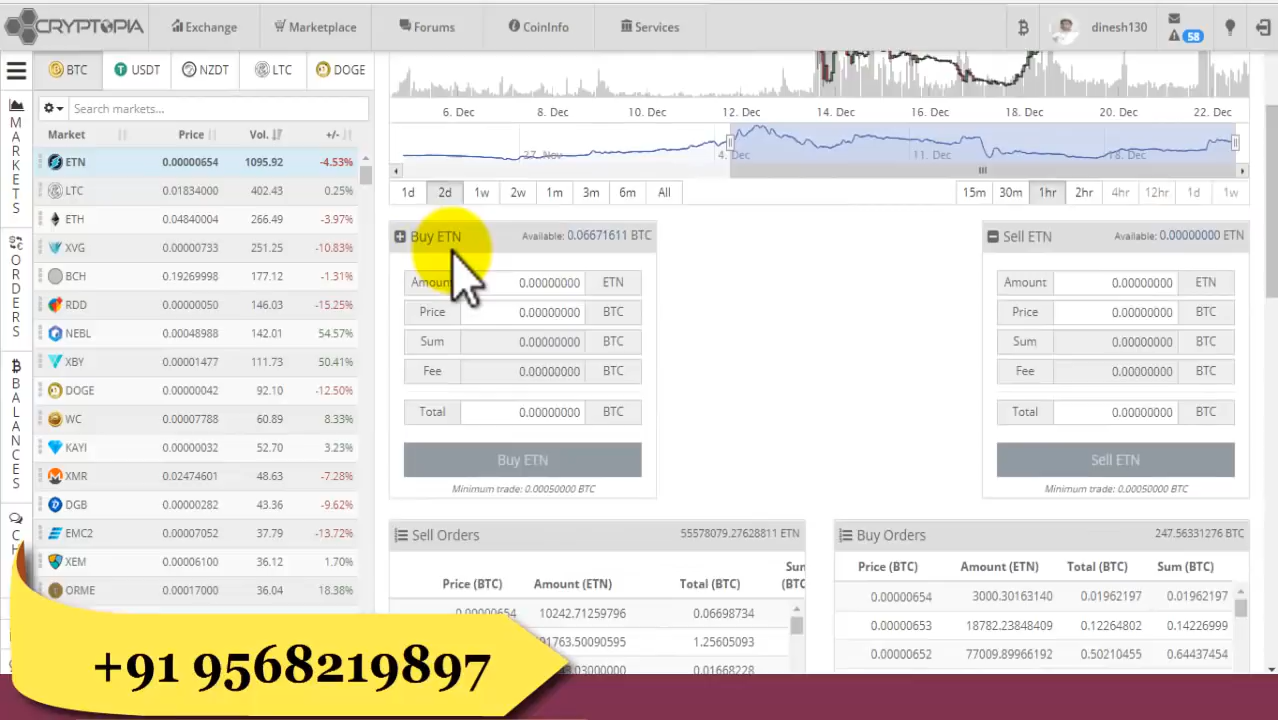 CRYPTOPIA Exchange Marketplace Forums CoinInfo Services dinesh130 58
BTC USDT NZDT LTC DOGE
Search markets...
Market Price Vol. +/-
ETN 0.00000654 1095.92 -4.53%
LTC 0.01834000 402.43 0.25%
ETH 0.04840004 266.49 -3.97%
XVG 0.00000733 251.25 -10.83%
BCH 0.19269998 177.12 -1.31%
RDD 0.00000050 146.03 -15.25%
NEBL 0.00048988 142.01 54.57%
XBY 0.00001477 111.73 50.41%
DOGE 0.00000042 92.10 -12.50%
WC 0.00007788 60.89 8.33%
KAYI 0.00000032 52.70 3.23%
XMR 0.02474601 48.63 -7.28%
DGB 0.00000282 43.36 -9.62%
EMC2 0.00007052 37.79 -13.72%
XEM 0.00006100 36.12 1.70%
ORME 0.00017000 36.04 18.38%
MARKETS
ORDERS
BALANCES
C
6. Dec 8. Dec 10. Dec 12. Dec 14. Dec 16. Dec 18. Dec 20. Dec 22. Dec
27. Nov 4. Dec 11. Dec 18. Dec
1d 2d 1w 2w 1m 3m 6m All 15m 30m 1hr 2hr 4hr 12hr 1d 1w
Buy ETN Available: 0.06671611 BTC
Amoun 0.00000000 ETN
Price 0.00000000 BTC
Sum 0.00000000 BTC
Fee 0.00000000 BTC
Total 0.00000000 BTC
Buy ETN
Minimum trade: 0.00050000 BTC
Sell ETN Available: 0.00000000 ETN
Amount 0.00000000 ETN
Price 0.00000000 BTC
Sum 0.00000000 BTC
Fee 0.00000000 BTC
Total 0.00000000 BTC
Sell ETN
Minimum trade: 0.00050000 BTC
Sell Orders 55578079.27628811 ETN
Price (BTC) Amount (ETN) Total (BTC) Sum (BTC
0.00000654 10242.71259796 0.06698734
91763.50090595 1.25605093
.03000000 0.01668228
Buy Orders 247.56331276 BTC
Price (BTC) Amount (ETN) Total (BTC) Sum (BTC)
0.00000654 3000.30163140 0.01962197 0.01962197
0.00000653 18782.23848409 0.12264802 0.14226999
0.00000652 77009.89966192 0.50210455 0.64437454
+91 9568219897